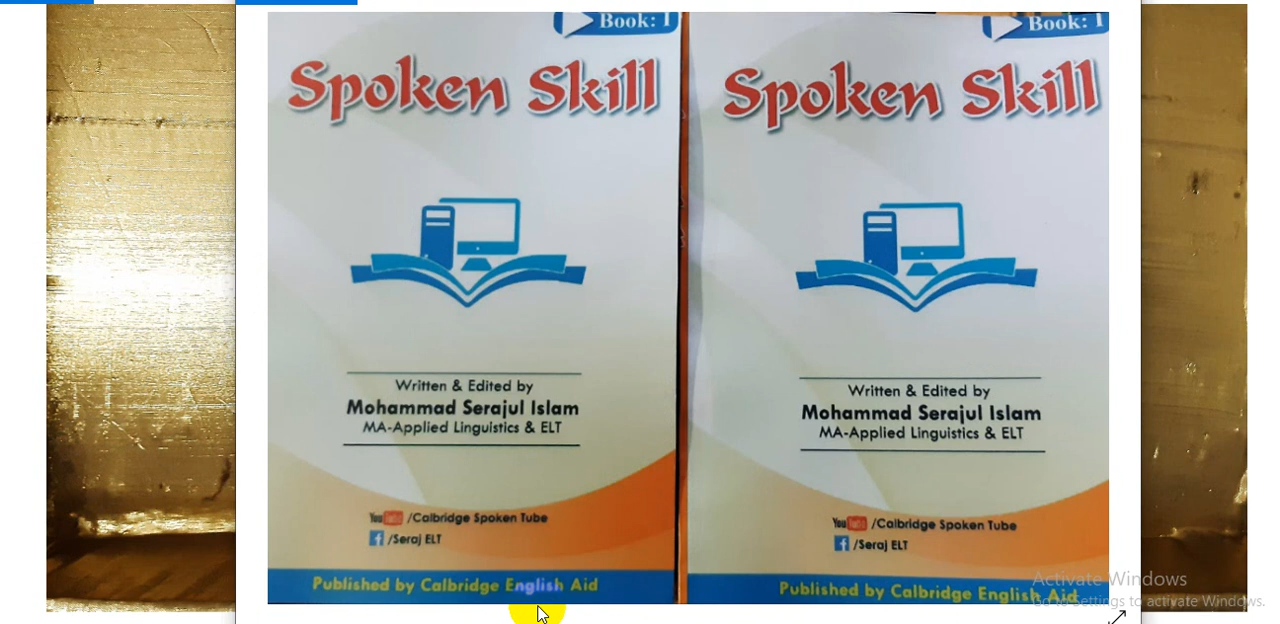 Book: 1
Spoken Skill
Written & Edited by
Mohammad Serajul Islam
MA-Applied Linguistics & ELT
YouTube /Calbridge Spoken Tube
f /Seraj ELT
Published by Calbridge English Aid
Book: 1
Spoken Skill
Written & Edited by
Mohammad Serajul Islam
MA-Applied Linguistics & ELT
YouTube /Calbridge Spoken Tube
f /Seraj ELT
Published by Calbridge English Aid
Activate Windows
Go to Settings to activate Windows.